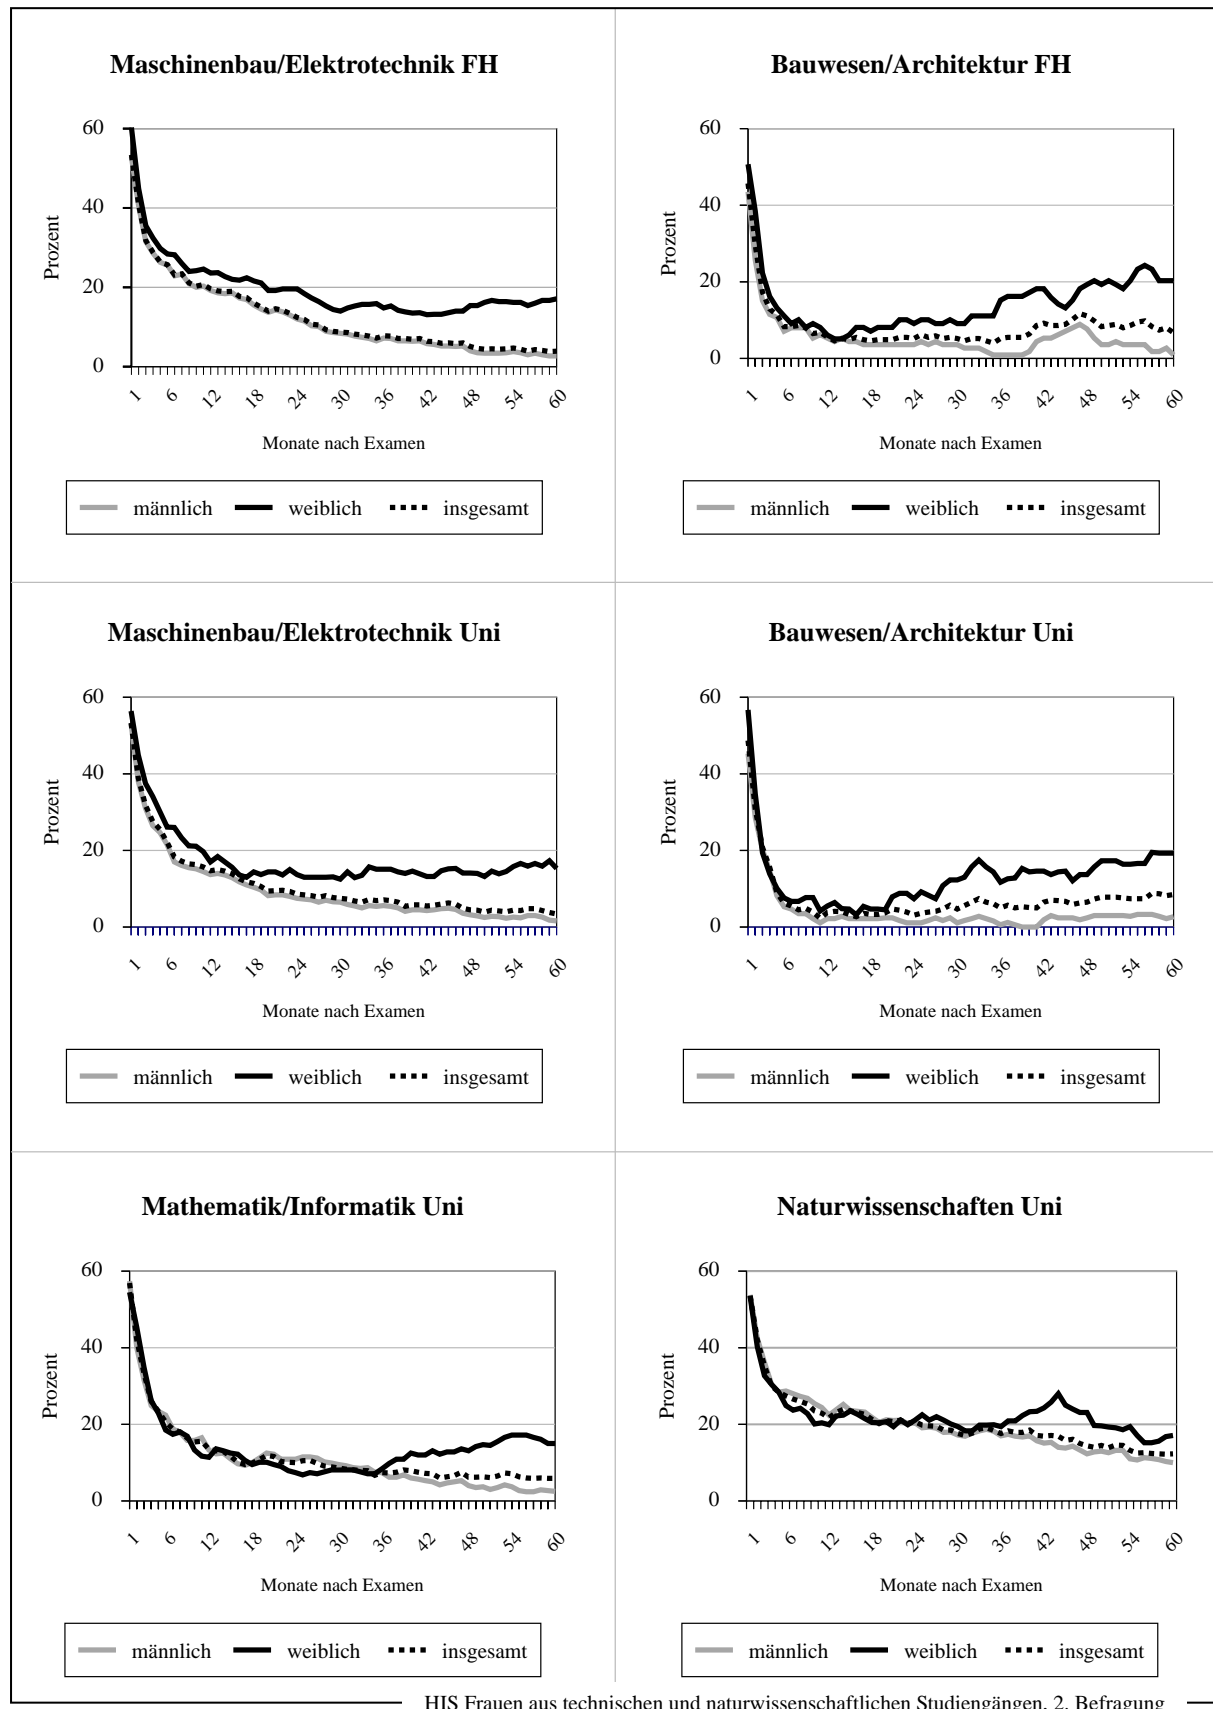 Maschinenbau/Elektrotechnik FH
60
40
20
0
Prozent
1 6 12 18 24 30 36 42 48 54 60
Monate nach Examen
männlich weiblich insgesamt
Bauwesen/Architektur FH
60
40
20
0
Prozent
1 6 12 18 24 30 36 42 48 54 60
Monate nach Examen
männlich weiblich insgesamt
Maschinenbau/Elektrotechnik Uni
60
40
20
0
Prozent
1 6 12 18 24 30 36 42 48 54 60
Monate nach Examen
männlich weiblich insgesamt
Bauwesen/Architektur Uni
60
40
20
0
Prozent
1 6 12 18 24 30 36 42 48 54 60
Monate nach Examen
männlich weiblich insgesamt
Mathematik/Informatik Uni
60
40
20
0
Prozent
1 6 12 18 24 30 36 42 48 54 60
Monate nach Examen
männlich weiblich insgesamt
Naturwissenschaften Uni
60
40
20
0
Prozent
1 6 12 18 24 30 36 42 48 54 60
Monate nach Examen
männlich weiblich insgesamt
HIS Frauen aus technischen und naturwissenschaftlichen Studiengängen, 2. Befragung